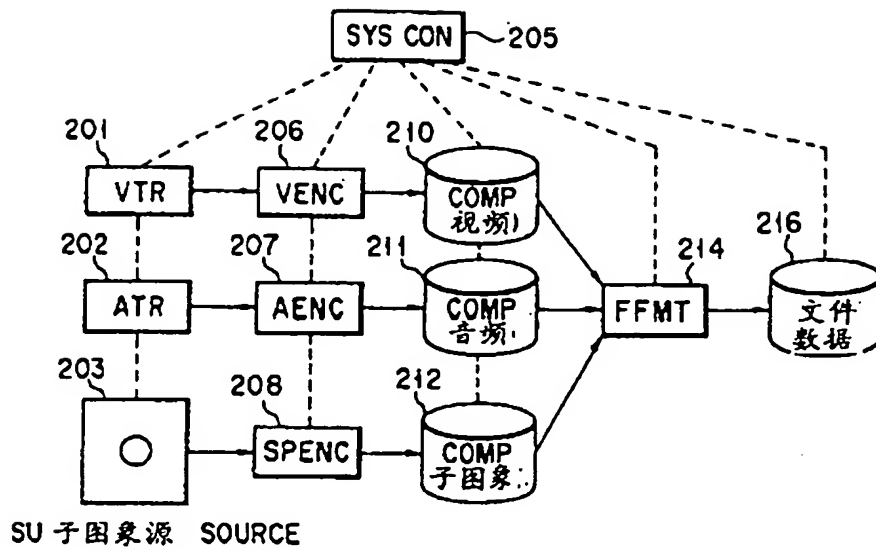 SYS CON
205
201
206
210
VTR
VENC
COMP
视频
202
207
211
216
214
ATR
AENC
COMP
音频
FFMT
文件
数据
203
208
212
SPENC
COMP
子图象
SU 子图象源 SOURCE